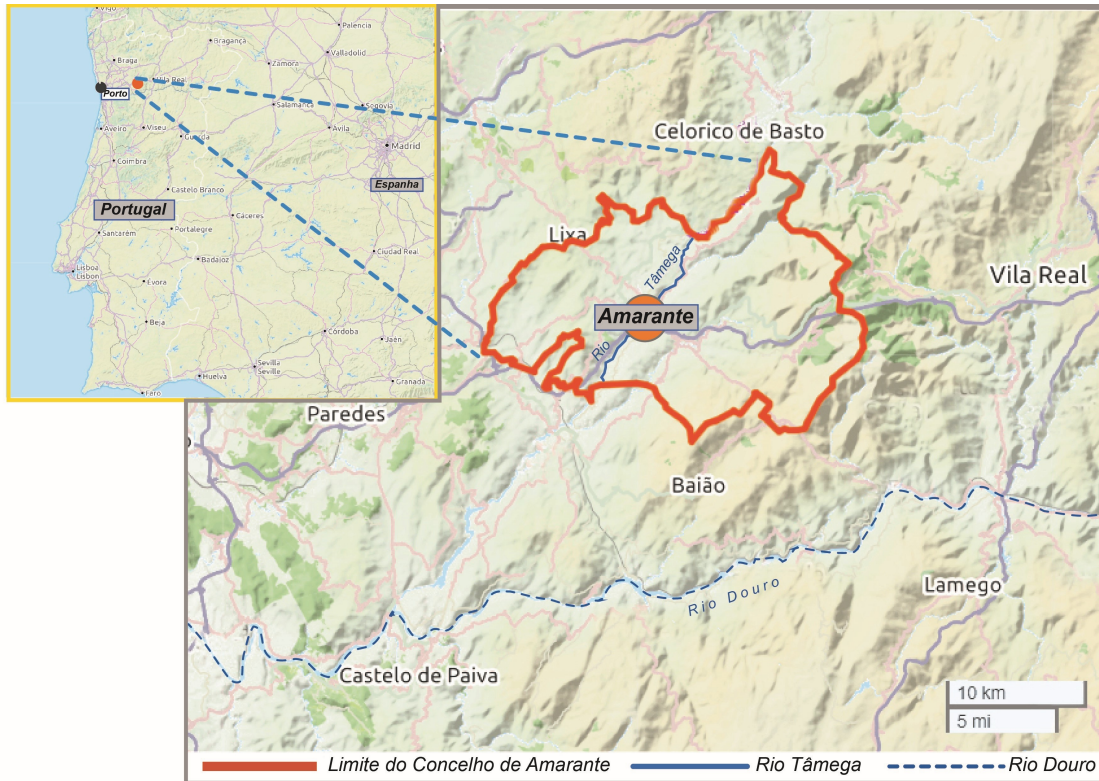 Vigo
Bragança
Palencia
Braga
Valladolid
Zamora
Vila Real
Porto
Salamanca
Segovia
Aveiro
Viseu
Guarda
Ávila
Coimbra
Madrid
Castelo Branco
Espanha
Portugal
Cáceres
Santarém
Portalegre
Ciudad Real
Lisboa
Lisbon
Badajoz
Évora
Beja
Córdoba
Jaén
Sevilla
Seville
Huelva
Granada
Faro
Celorico de Basto
Lixa
Tâmega
Vila Real
Amarante
Rio
Paredes
Baião
Rio Douro
Lamego
Castelo de Paiva
10 km
5 mi
Limite do Concelho de Amarante
Rio Tâmega
Rio Douro